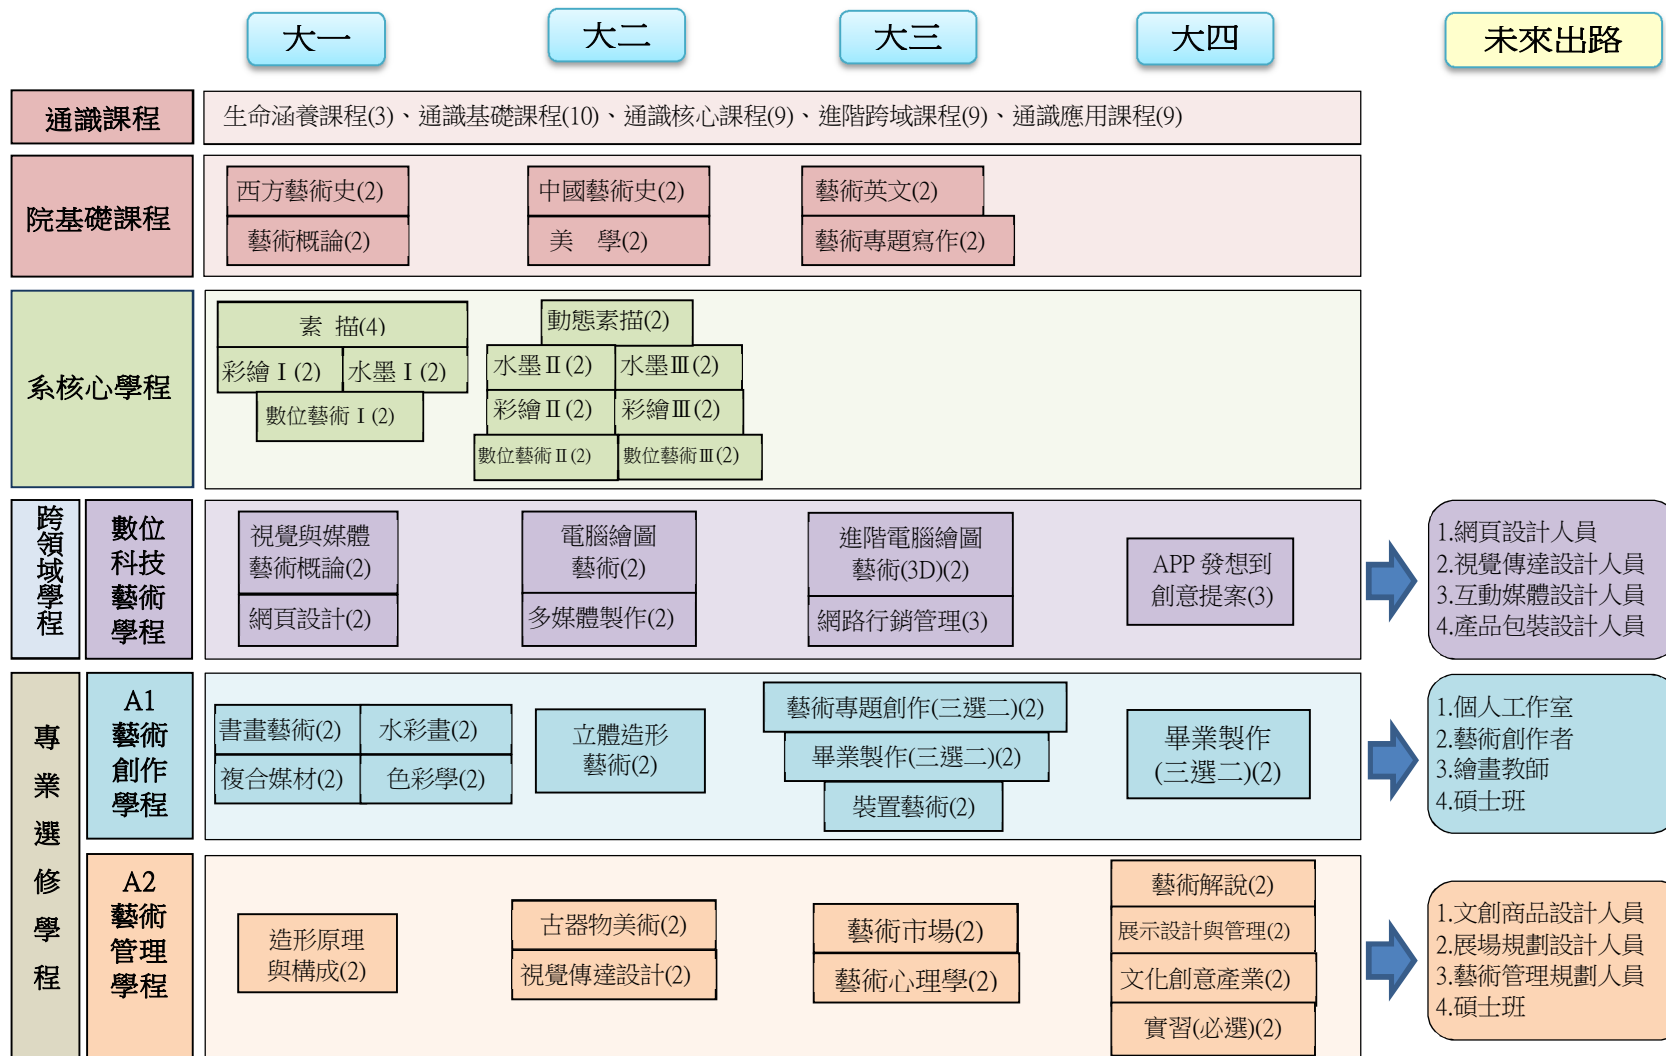 大一
大二
大三
大四
未來出路
通識課程
生命涵養課程(3)、通識基礎課程(10)、通識核心課程(9)、進階跨域課程(9)、通識應用課程(9)
院基礎課程
西方藝術史(2)
藝術概論(2)
中國藝術史(2)
美　學(2)
藝術英文(2)
藝術專題寫作(2)
系核心學程
素 描(4)
彩繪Ⅰ(2)
水墨Ⅰ(2)
數位藝術Ⅰ(2)
動態素描(2)
水墨Ⅱ(2)
水墨Ⅲ(2)
彩繪Ⅱ(2)
彩繪Ⅲ(2)
數位藝術Ⅱ(2)
數位藝術Ⅲ(2)
跨領域學程
數位
科技
藝術
學程
視覺與媒體
藝術概論(2)
網頁設計(2)
電腦繪圖
藝術(2)
多媒體製作(2)
進階電腦繪圖
藝術(3D)(2)
網路行銷管理(3)
APP 發想到
創意提案(3)
1.網頁設計人員
2.視覺傳達設計人員
3.互動媒體設計人員
4.產品包裝設計人員
專業選修學程
A1
藝術
創作
學程
書畫藝術(2)
水彩畫(2)
複合媒材(2)
色彩學(2)
立體造形
藝術(2)
藝術專題創作(三選二)(2)
畢業製作(三選二)(2)
裝置藝術(2)
畢業製作
(三選二)(2)
1.個人工作室
2.藝術創作者
3.繪畫教師
4.碩士班
A2
藝術
管理
學程
造形原理
與構成(2)
古器物美術(2)
視覺傳達設計(2)
藝術市場(2)
藝術心理學(2)
藝術解說(2)
展示設計與管理(2)
文化創意產業(2)
實習(必選)(2)
1.文創商品設計人員
2.展場規劃設計人員
3.藝術管理規劃人員
4.碩士班